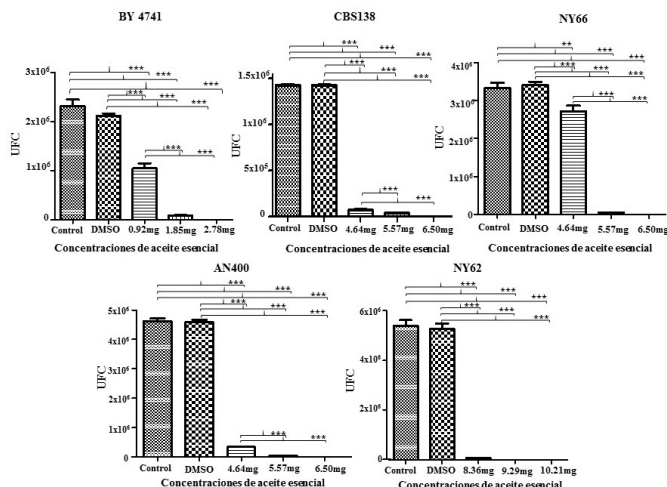 BY 4741
***
***
***
***
***
***
***
***
3x10⁶
2x10⁶
1x10⁶
0
UFC
Control DMSO 0.92mg 1.85mg 2.78mg
Concentraciones de aceite esencial
CBS138
***
***
***
***
***
***
***
***
1.5x10⁶
1x10⁶
5x10⁵
0
UFC
Control DMSO 4.64mg 5.57mg 6.50mg
Concentraciones de aceite esencial
NY66
**
***
***
***
***
***
***
***
4x10⁶
3x10⁶
2x10⁶
1x10⁶
0
UFC
Control DMSO 4.64mg 5.57mg 6.50mg
Concentraciones de aceite esencial
AN400
***
***
***
***
***
***
***
***
5x10⁶
4x10⁶
3x10⁶
2x10⁶
1x10⁶
0
UFC
Control DMSO 4.64mg 5.57mg 6.50mg
Concentraciones de aceite esencial
NY62
***
***
***
***
***
***
6x10⁶
4x10⁶
2x10⁶
0
UFC
Control DMSO 8.36mg 9.29mg 10.21mg
Concentraciones de aceite esencial